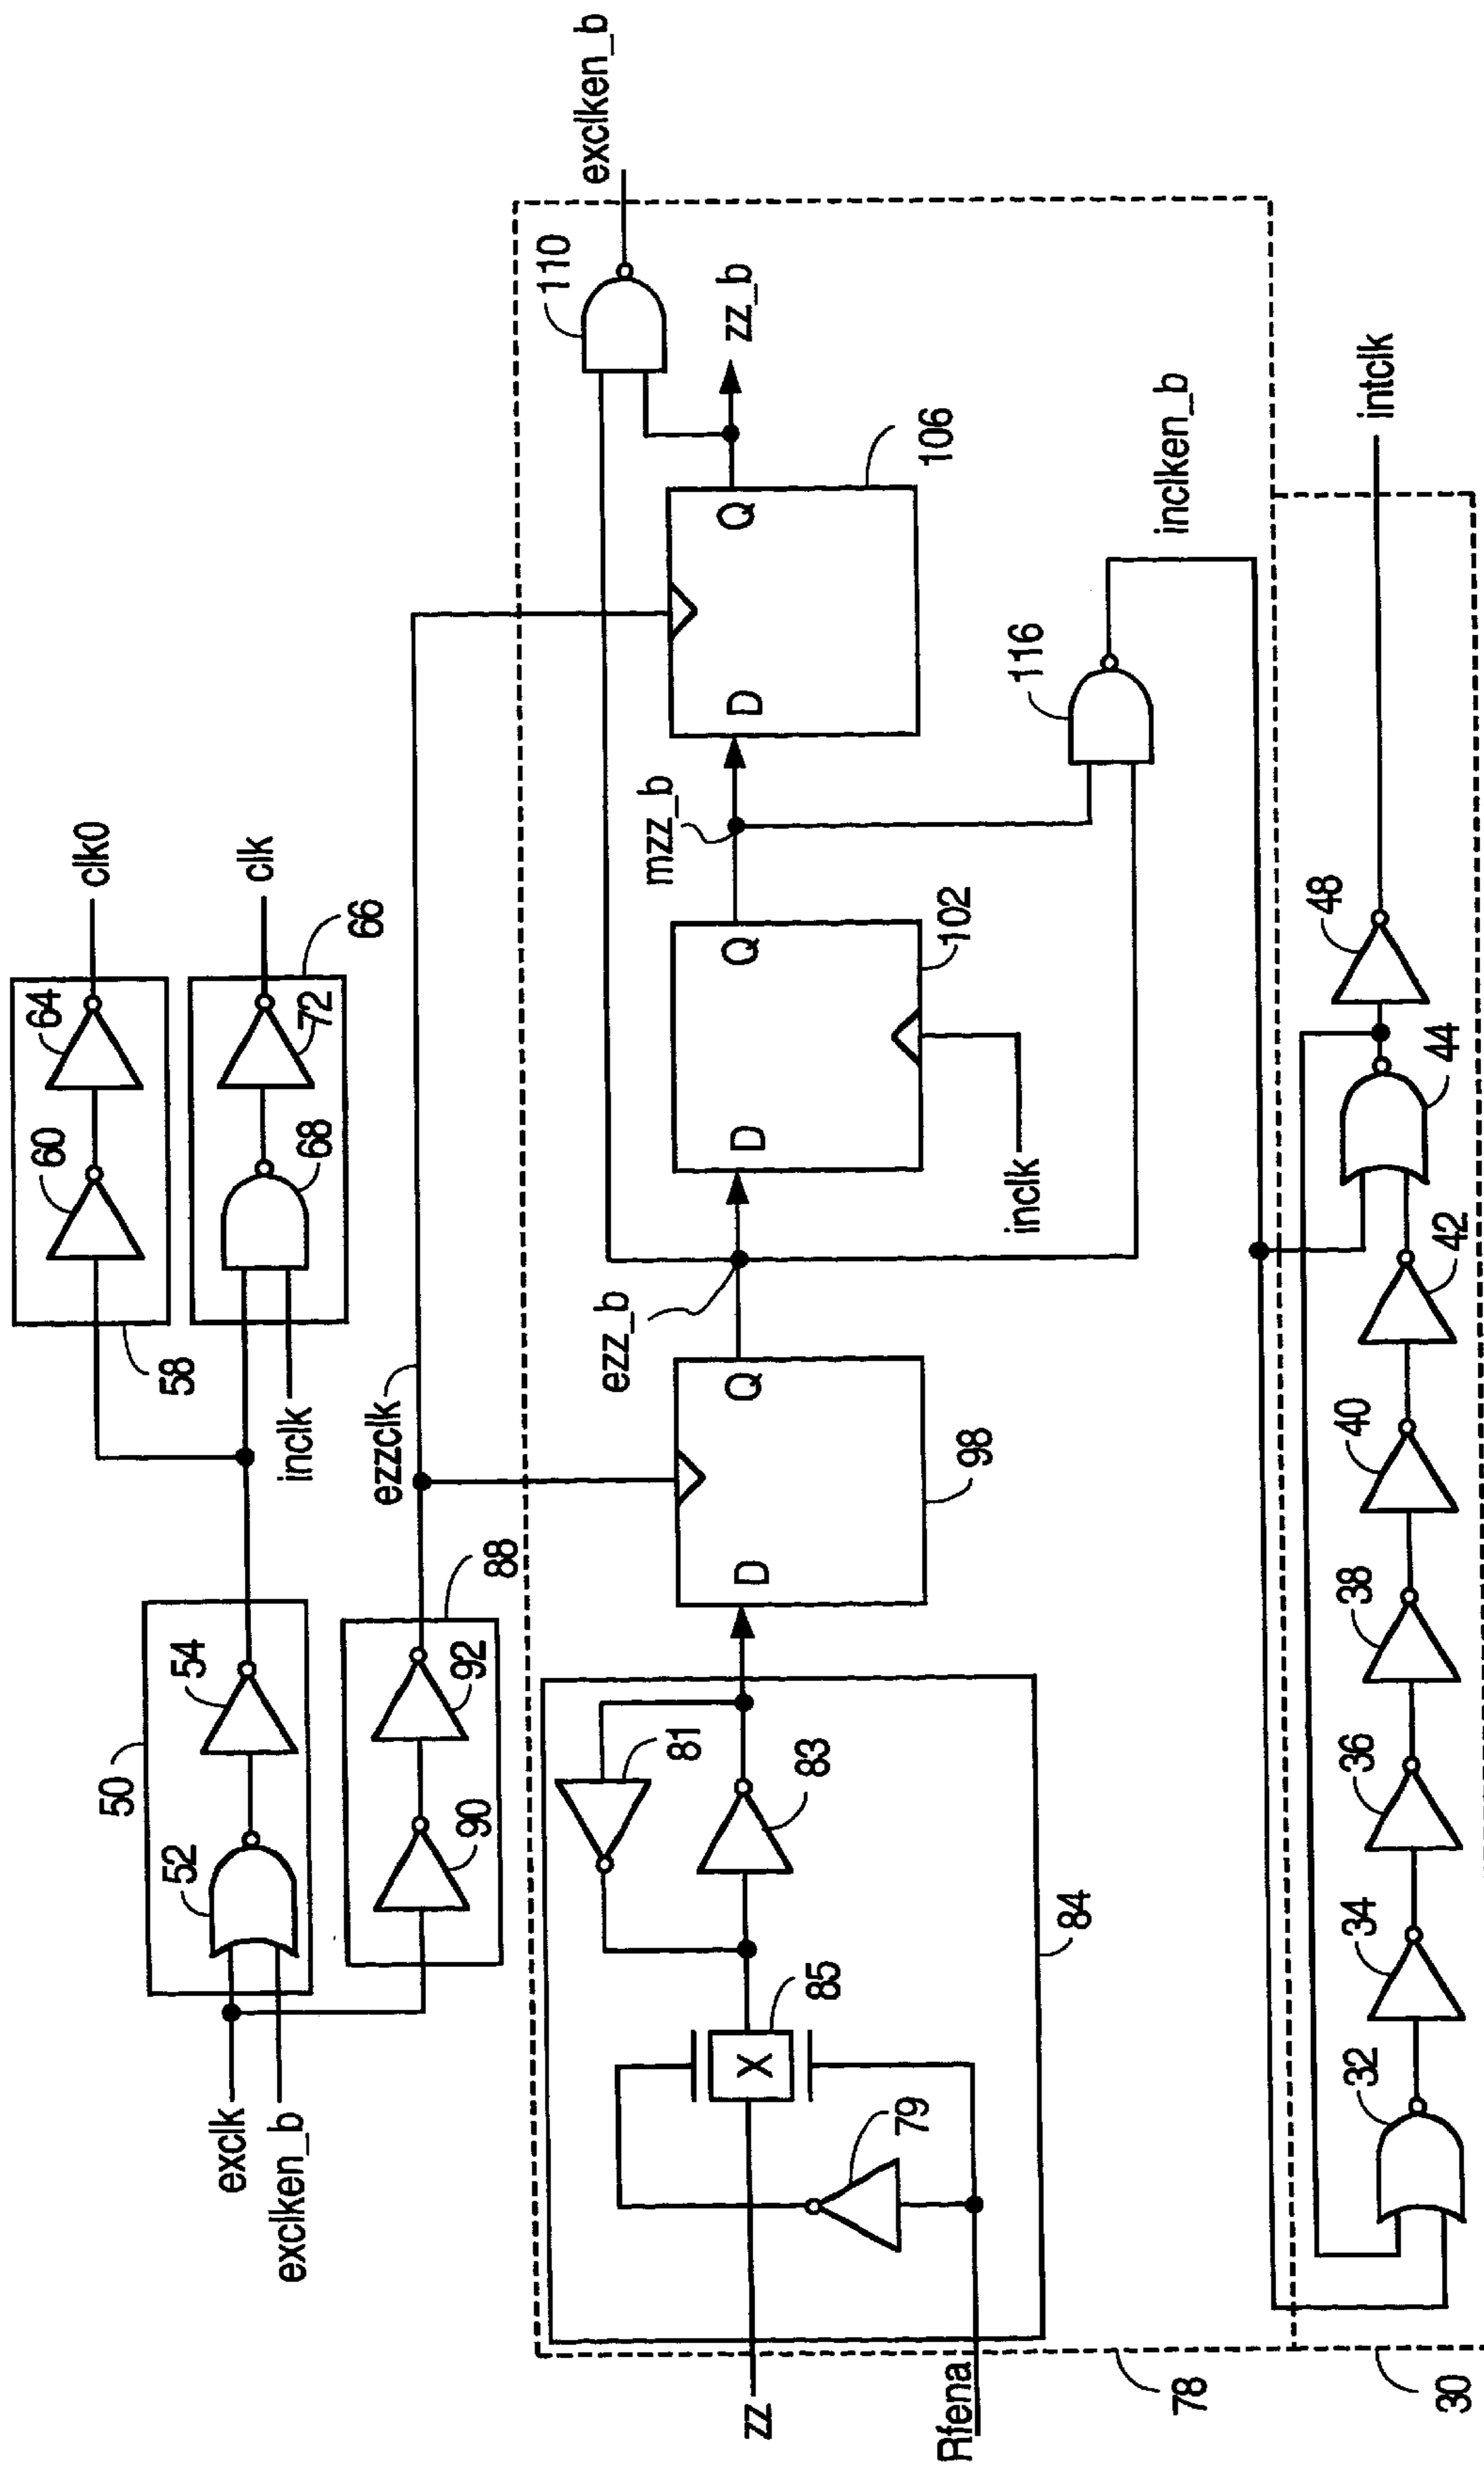 clk0
64
60
58
clk
66
72
68
inclk
50
54
52
exclk
exclken_b
ezzclk
88
92
90
exclken_b
110
zz_b
106
Q
D
mzz_b
102
Q
D
inclk
inclken_b
116
ezz_b
98
Q
D
81
83
84
85
X
79
zz
Rfena
78
intclk
48
44
42
40
38
36
34
32
30